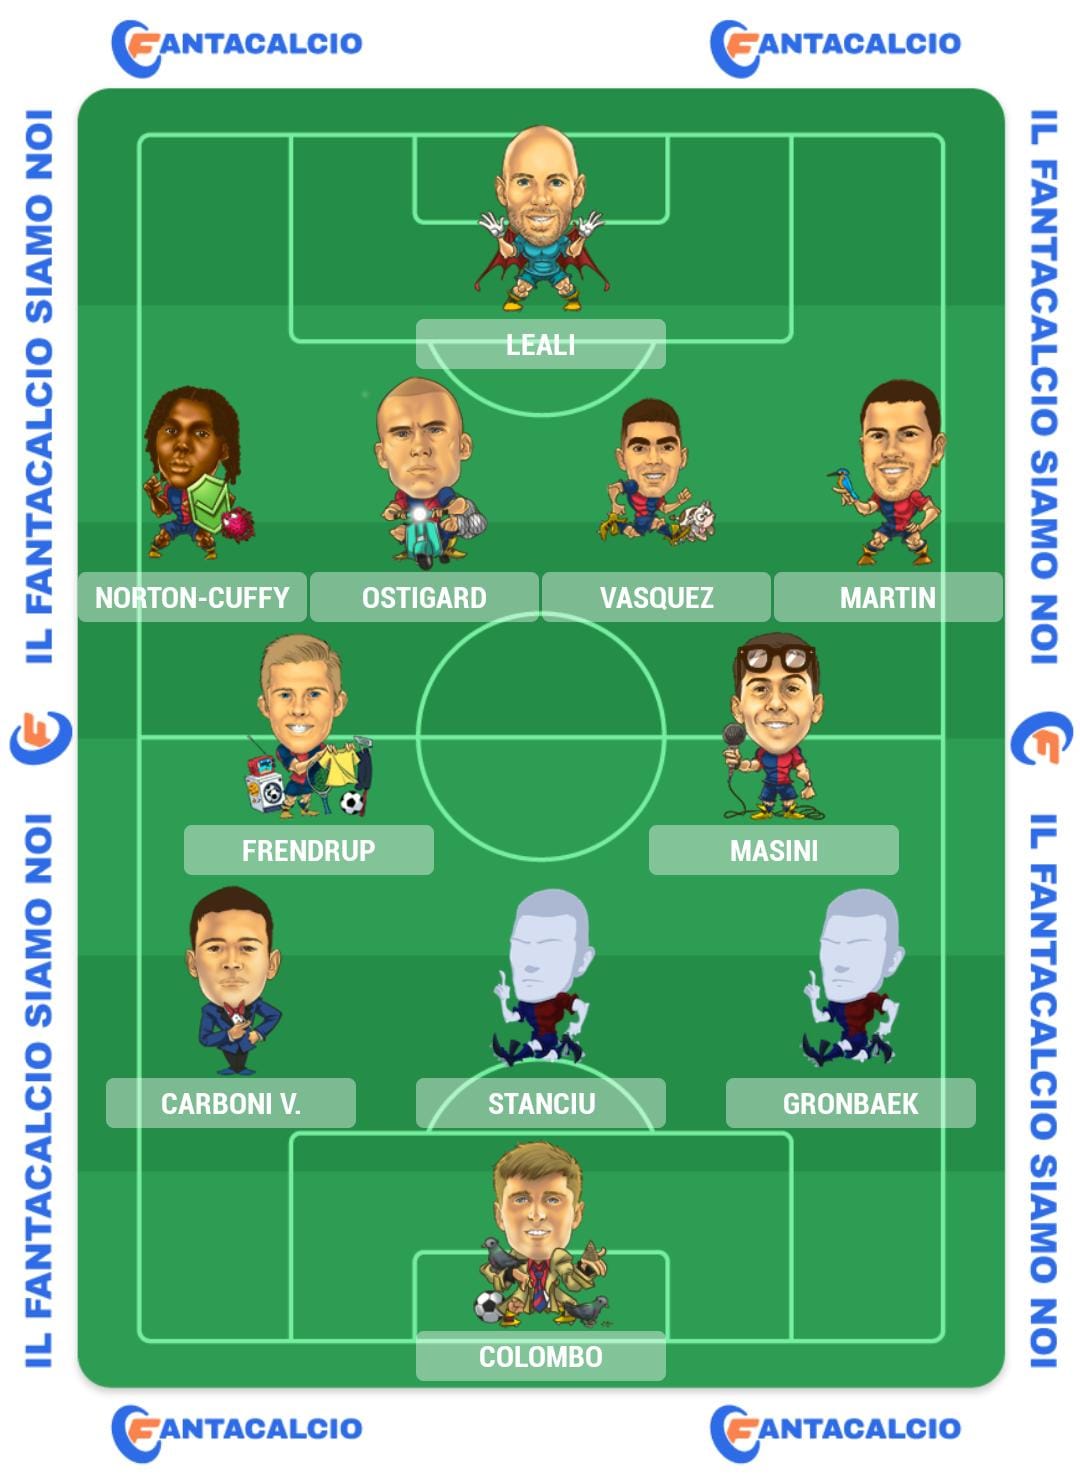 FANTACALCIO
FANTACALCIO
IL FANTACALCIO SIAMO NOI
IL FANTACALCIO SIAMO NOI
LEALI
NORTON-CUFFY
OSTIGARD
VASQUEZ
MARTIN
FRENDRUP
MASINI
IL FANTACALCIO SIAMO NOI
IL FANTACALCIO SIAMO NOI
CARBONI V.
STANCIU
GRONBAEK
COLOMBO
FANTACALCIO
FANTACALCIO